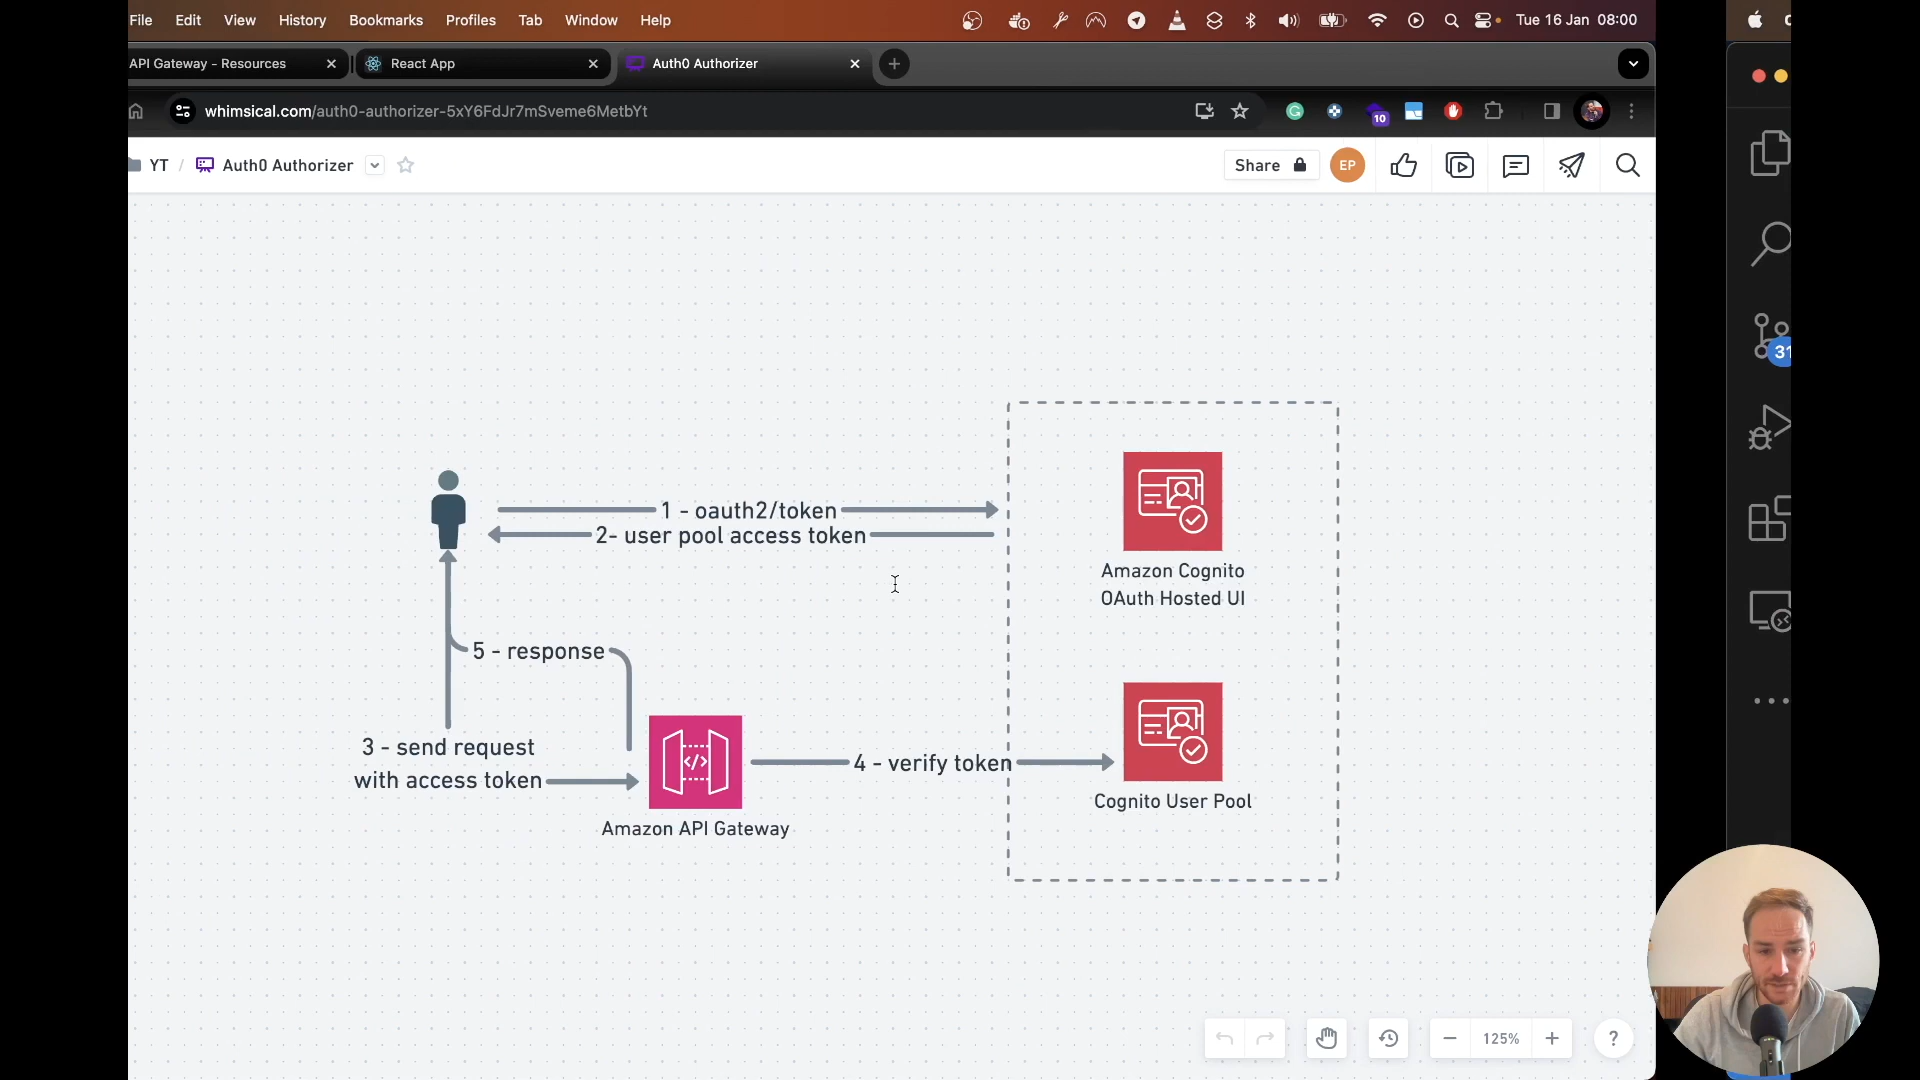 File Edit View History Bookmarks Profiles Tab Window Help Tue 16 Jan 08:00
API Gateway - Resources React App Auth0 Authorizer
whimsical.com/auth0-authorizer-5xY6FdJr7mSveme6MetbYt 10
YT / Auth0 Authorizer Share EP
31
1 - oauth2/token
2- user pool access token
Amazon Cognito
OAuth Hosted UI
5 - response
3 - send request
with access token
4 - verify token
Amazon API Gateway
Cognito User Pool
125%